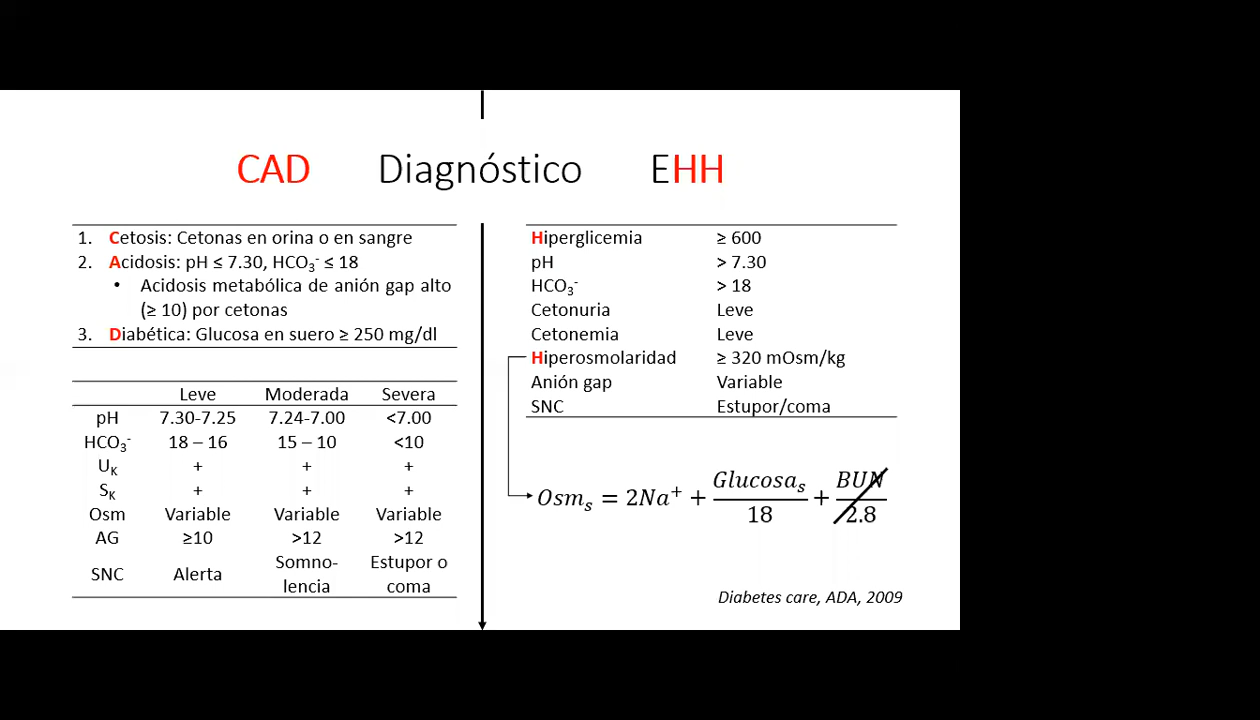 CAD Diagnóstico EHH
1. Cetosis: Cetonas en orina o en sangre
2. Acidosis: pH ≤ 7.30, HCO₃⁻ ≤ 18
• Acidosis metabólica de anión gap alto
(≥ 10) por cetonas
3. Diabética: Glucosa en suero ≥ 250 mg/dl
Leve Moderada Severa
pH 7.30-7.25 7.24-7.00 <7.00
HCO₃⁻ 18 – 16 15 – 10 <10
U_K + + +
S_K + + +
Osm Variable Variable Variable
AG ≥10 >12 >12
SNC Alerta Somno-lencia Estupor o coma
Hiperglicemia ≥ 600
pH > 7.30
HCO₃⁻ > 18
Cetonuria Leve
Cetonemia Leve
Hiperosmolaridad ≥ 320 mOsm/kg
Anión gap Variable
SNC Estupor/coma
Osmₛ = 2Na⁺ + Glucosaₛ/18 + BUN/2.8
Diabetes care, ADA, 2009